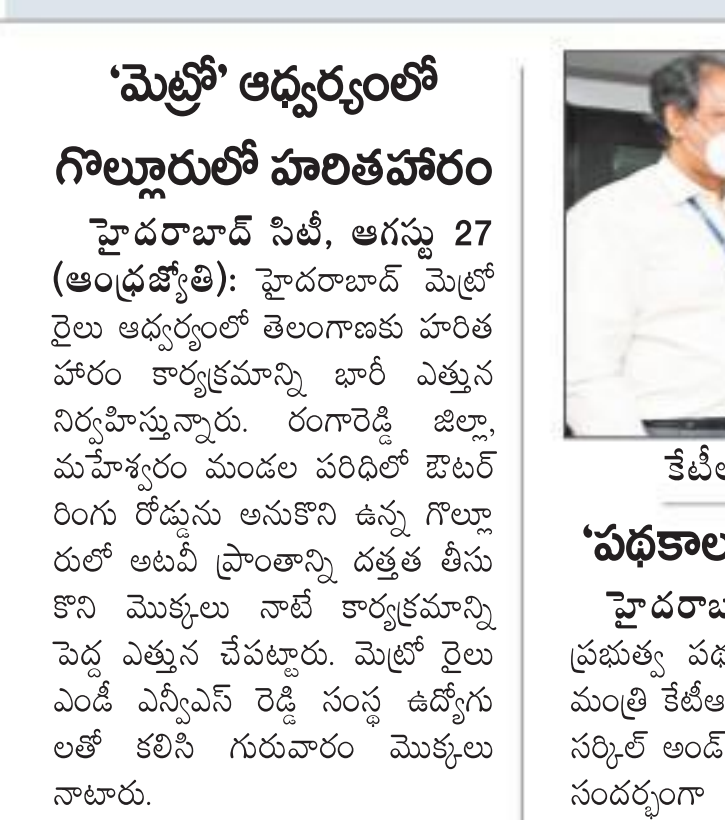 ‘మెట్రో’ ఆధ్వర్యంలో
గొల్లూరులో హరితహారం
హైదరాబాద్ సిటీ, ఆగస్టు 27
(ఆంధ్రజ్యోతి): హైదరాబాద్ మెట్రో
రైలు ఆధ్వర్యంలో తెలంగాణకు హరిత
హారం కార్యక్రమాన్ని భారీ ఎత్తున
నిర్వహిస్తున్నారు. రంగారెడ్డి జిల్లా,
మహేశ్వరం మండల పరిధిలో ఔటర్
రింగు రోడ్డును అనుకొని ఉన్న గొల్లూ
రులో అటవీ ప్రాంతాన్ని దత్తత తీసు
కొని మొక్కలు నాటే కార్యక్రమాన్ని
పెద్ద ఎత్తున చేపట్టారు. మెట్రో రైలు
ఎండీ ఎన్వీఎస్ రెడ్డి సంస్థ ఉద్యోగు
లతో కలిసి గురువారం మొక్కలు
నాటారు.
కేటీఆ
‘పథకాల
హైదరాబ
ప్రభుత్వ పథ
మంత్రి కేటీఆ
సర్కిల్ అండ్
సందర్భంగా